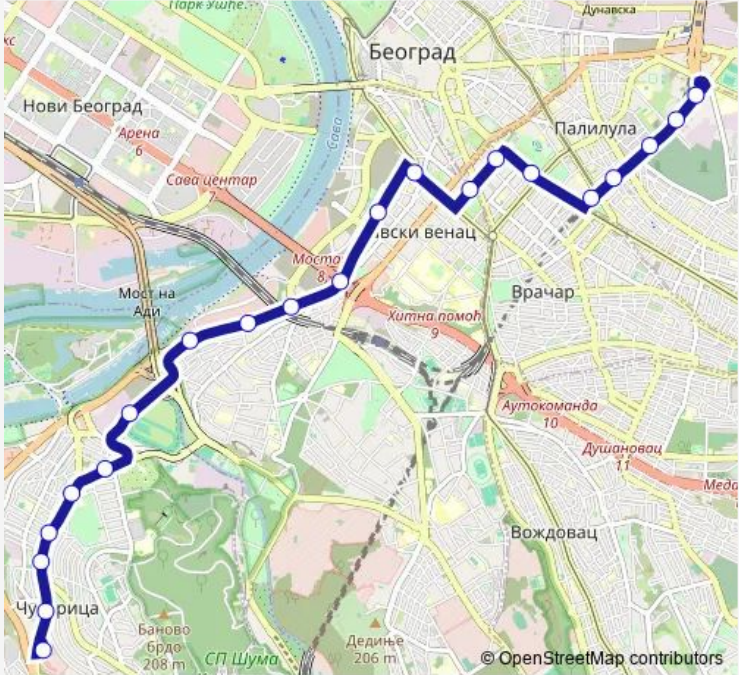 Парк Ушће.
Дунавска
Београд
Нови Београд
Арена
6
Сава
Палилула
Сава центар
7
вски венац
Моста
8,
Мост на
Ади
Врачар
Хитна помоћ
9
Аутокоманда
10
Душановац
11
Меда
Вождовац
Чу рица
Баново
брдо
208 m
СП Шума
Дедиње
206 m
© OpenStreetMap contributors